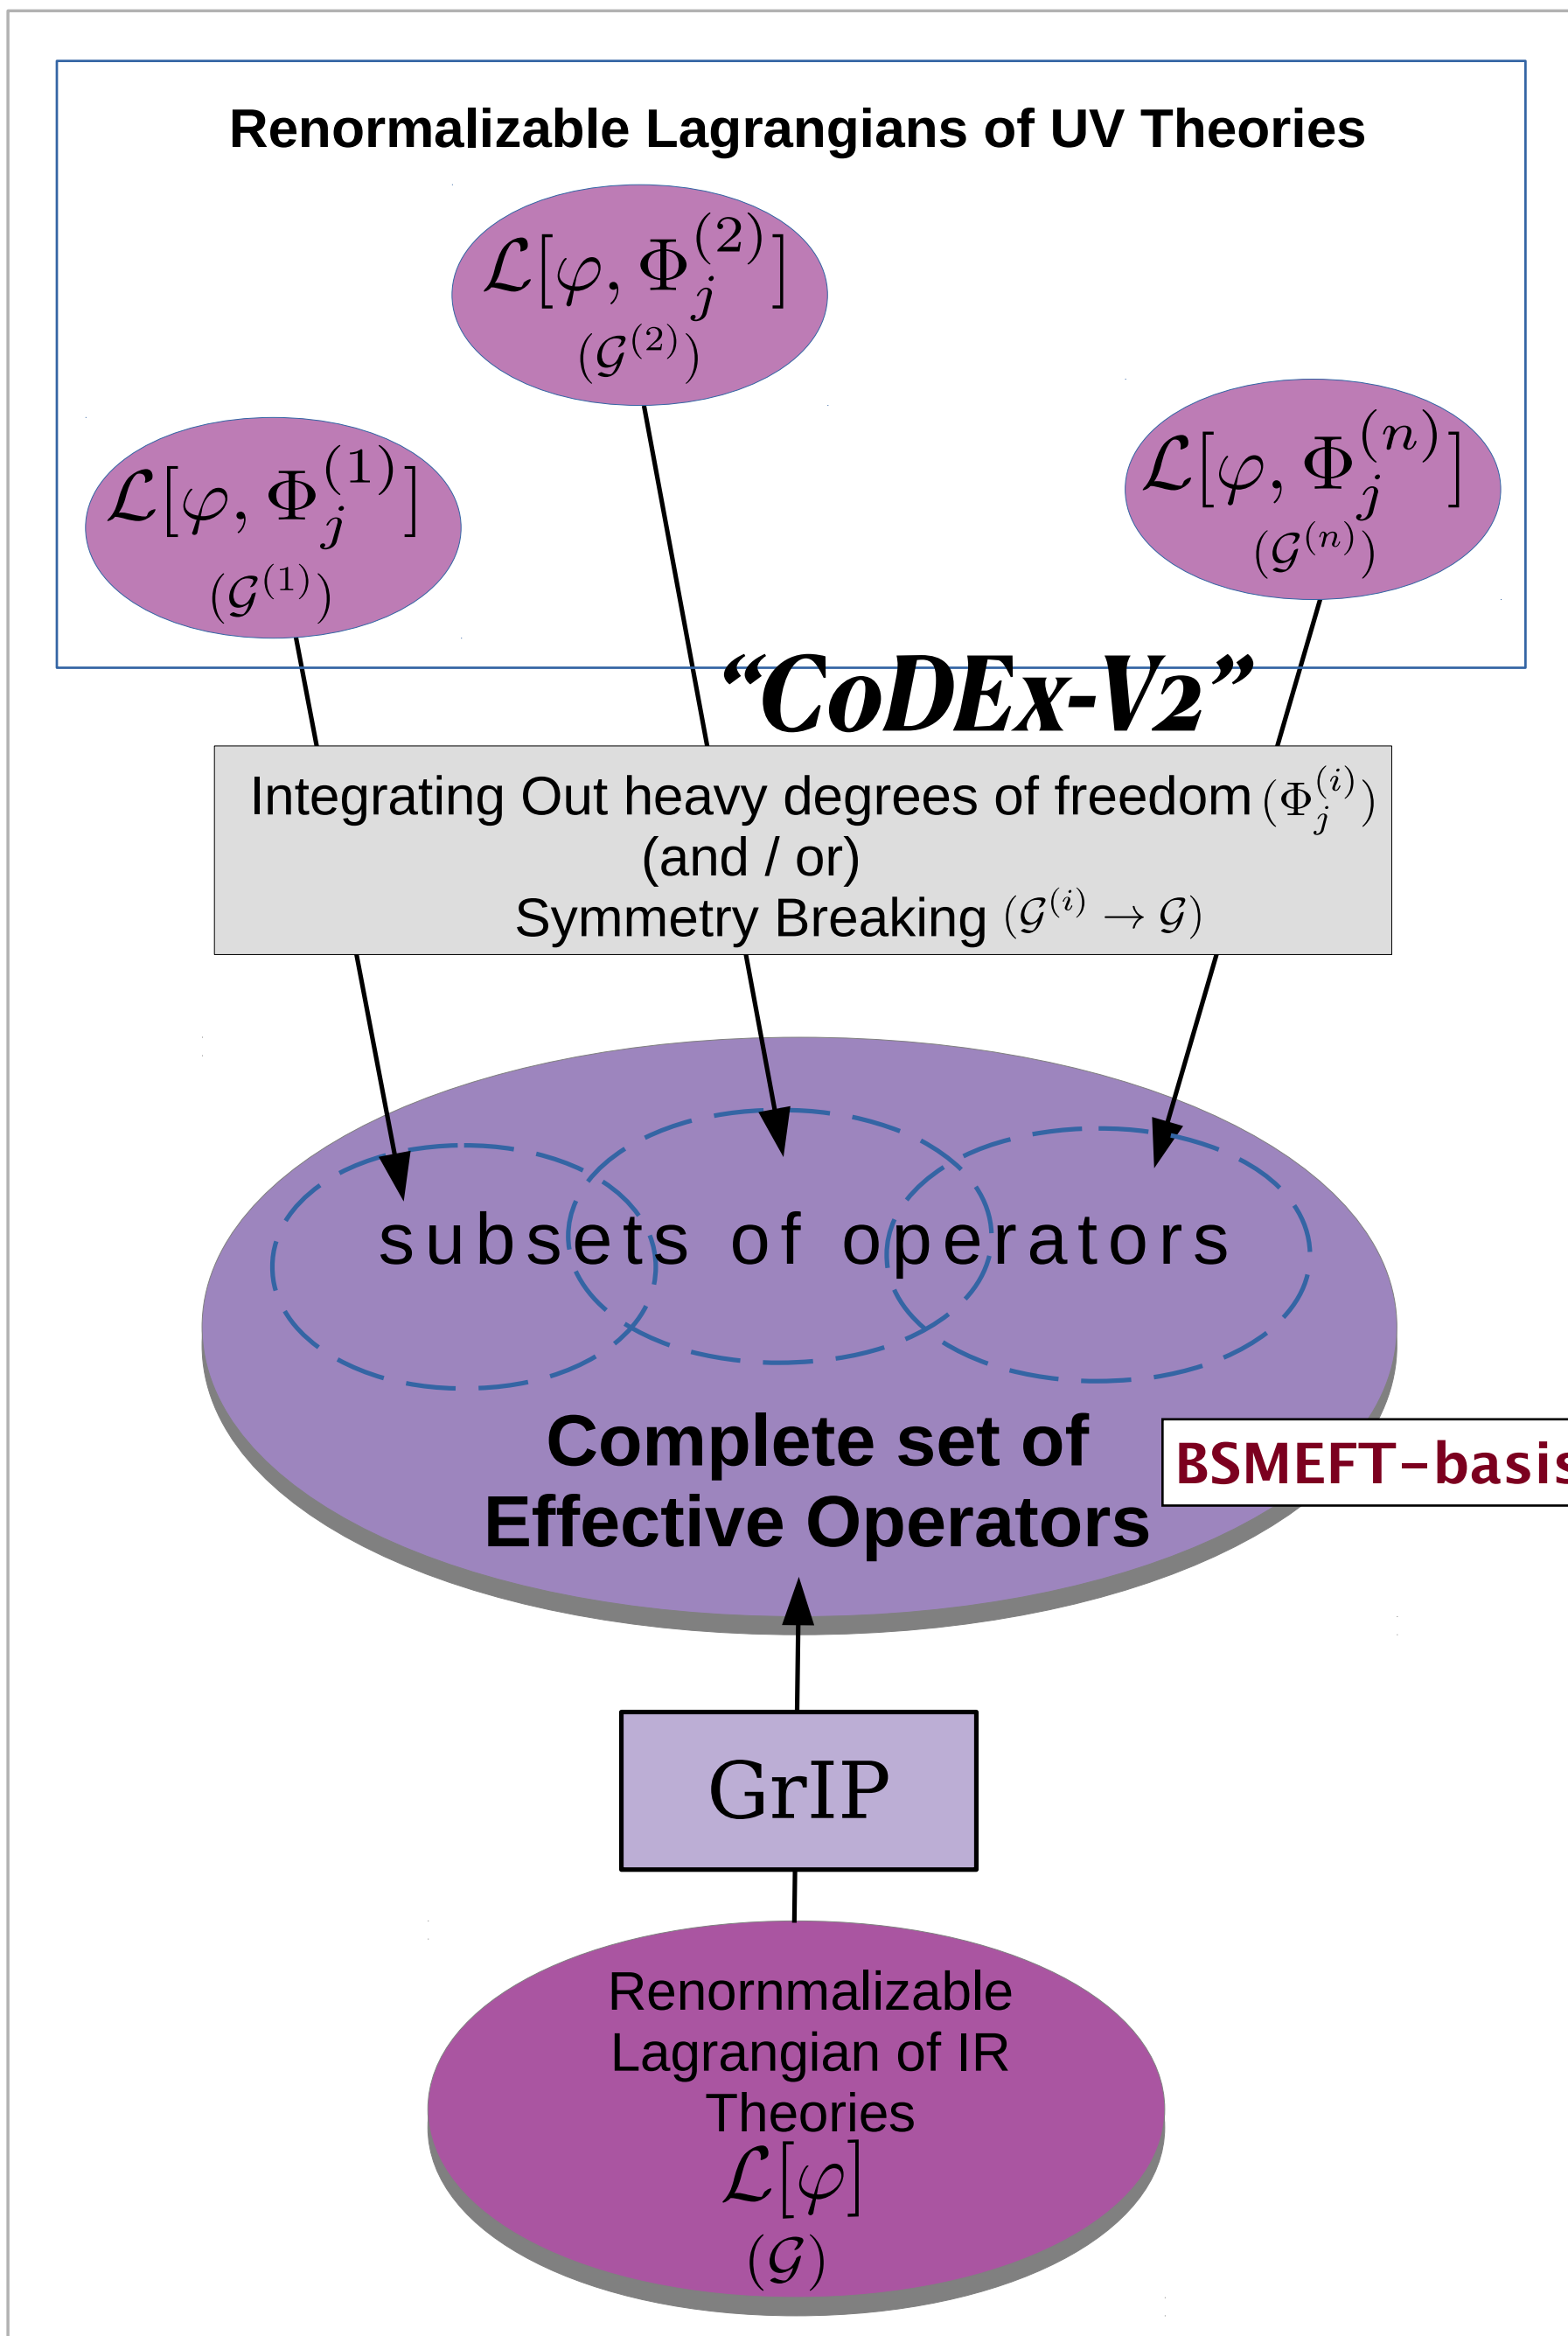 Renormalizable Lagrangians of UV Theories
ℒ[φ, Φ_j^(2)]
(𝒢^(2))
ℒ[φ, Φ_j^(n)]
(𝒢^(n))
ℒ[φ, Φ_j^(1)]
(𝒢^(1))
“CoDEx-V2”
Integrating Out heavy degrees of freedom (Φ_j^(i))
(and / or)
Symmetry Breaking (𝒢^(i) → 𝒢)
subsets of operators
Complete set of
BSMEFT-basis
Effective Operators
GrIP
Renornmalizable
Lagrangian of IR
Theories
ℒ[φ]
(𝒢)